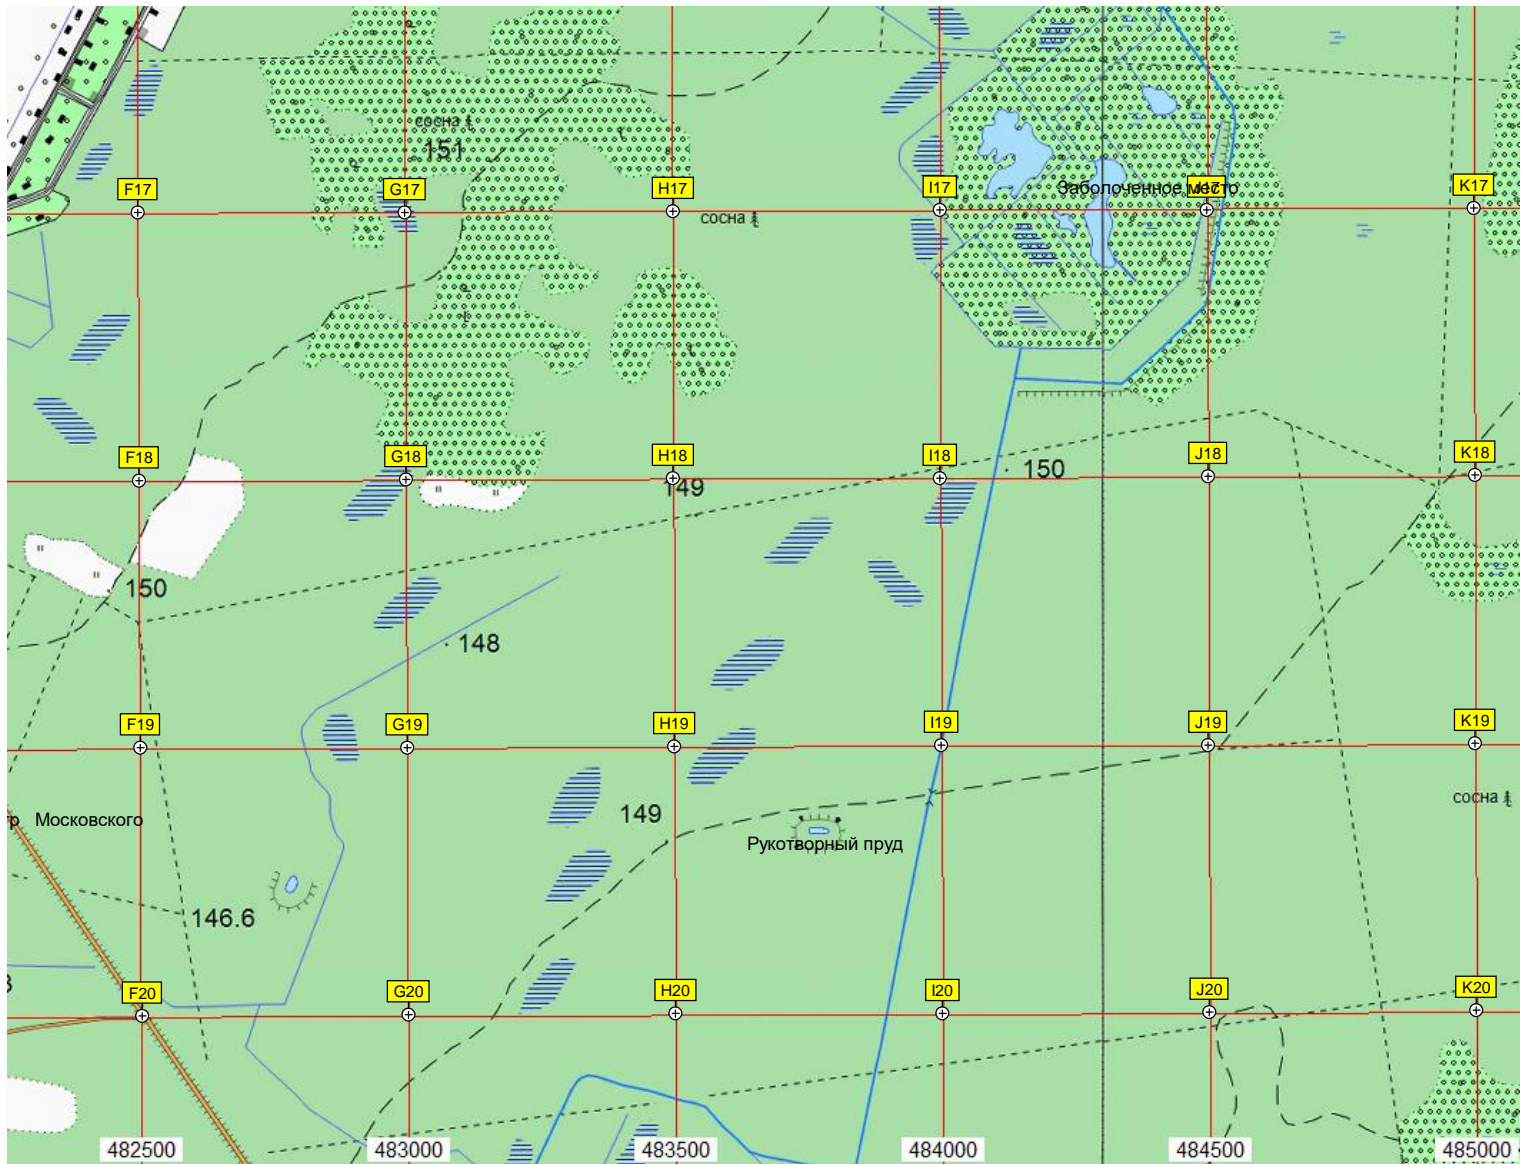 сосна
151
F17 G17 H17 I17 Заболоченное место J17 K17
сосна
F18 G18 H18 I18 150 J18 K18
149
150
148
F19 G19 H19 I19 J19 K19
сосна
149
р Московского
Рукотворный пруд
146.6
F20 G20 H20 I20 J20 K20
482500 483000 483500 484000 484500 485000